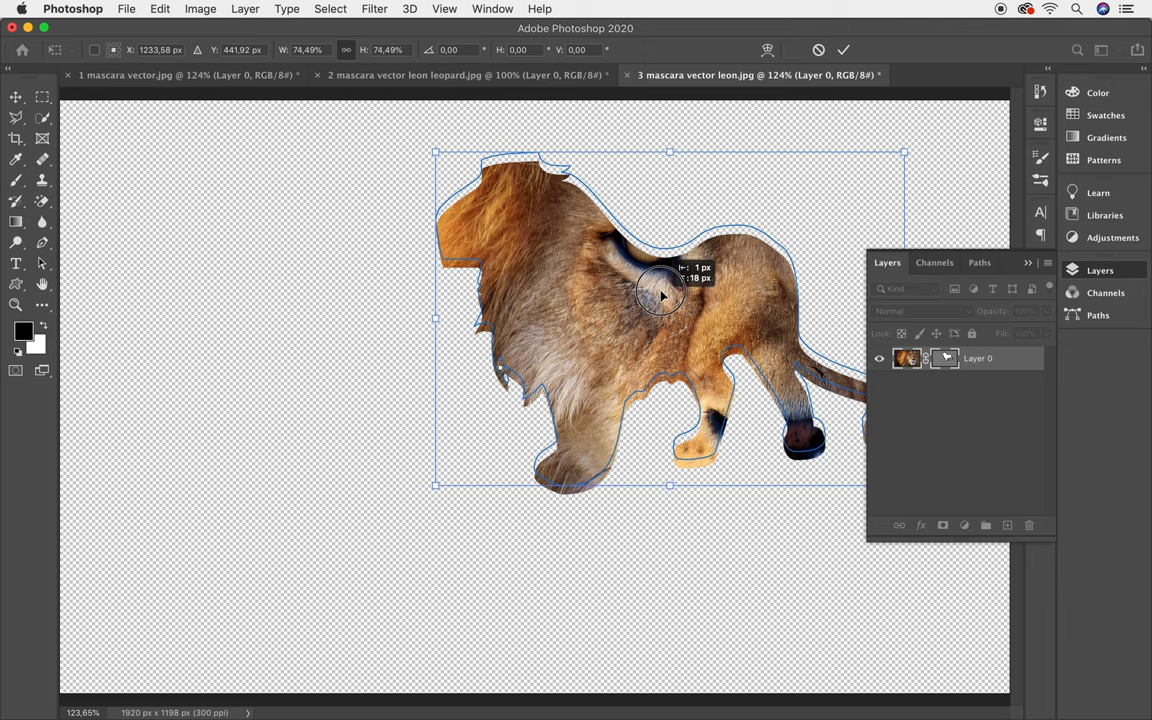 Photoshop File Edit Image Layer Type Select Filter 3D View Window Help
Adobe Photoshop 2020
X: 1233,58 px Y: 441,92 px W: 74,49% H: 74,49% 0,00 ° H: 0,00 ° V: 0,00 °
1 mascara vector.jpg @ 124% (Layer 0, RGB/8#) *
2 mascara vector leon leopard.jpg @ 100% (Layer 0, RGB/8#) *
3 mascara vector leon.jpg @ 124% (Layer 0, RGB/8#) *
Color
Swatches
Gradients
Patterns
Learn
Libraries
Adjustments
Layers
Channels
Paths
: 1 px
: 18 px
Layers Channels Paths
Kind
Normal Opacity: 100%
Lock: Fill: 100%
Layer 0
123,65% 1920 px x 1198 px (300 ppi)